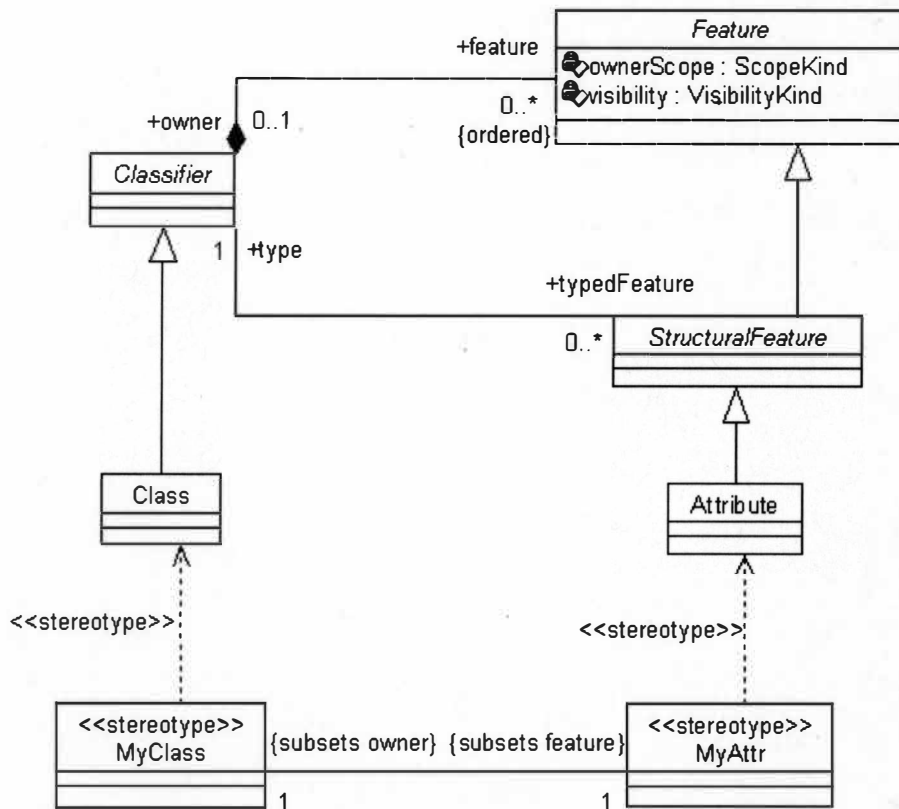 Feature
+feature
ownerScope : ScopeKind
visibility : VisibilityKind
0..*
+owner
0..1
{ordered}
Classifier
1
+type
+typedFeature
0..*
StructuralFeature
Class
Attribute
<<stereotype>>
<<stereotype>>
<<stereotype>>
MyClass
{subsets owner}
{subsets feature}
<<stereotype>>
MyAttr
1
1